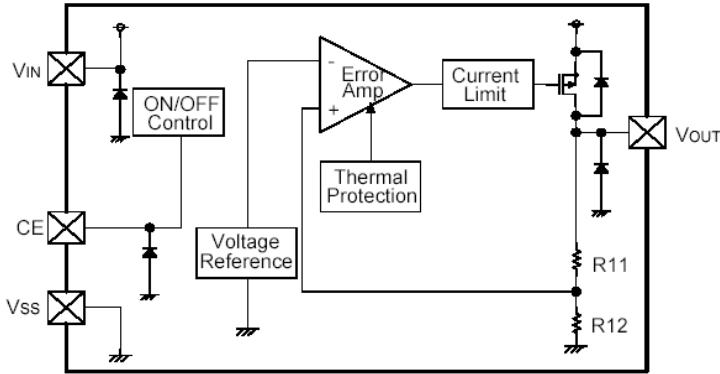 VIN
ON/OFF
Control
-
Error
Amp
+
Current
Limit
VOUT
Thermal
Protection
CE
Voltage
Reference
R11
VSS
R12